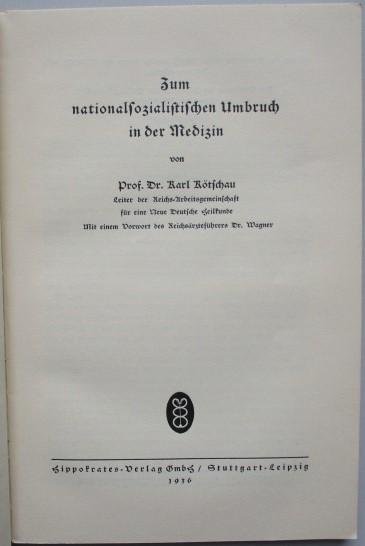 Zum
nationalsozialistischen Umbruch
in der Medizin
von
Prof. Dr. Karl Kötschau
Leiter der Reichs-Arbeitsgemeinschaft
für eine Neue Deutsche Heilkunde
Mit einem Vorwort des Reichsärzteführers Dr. Wagner
Hippokrates-Verlag GmbH / Stuttgart-Leipzig
1936